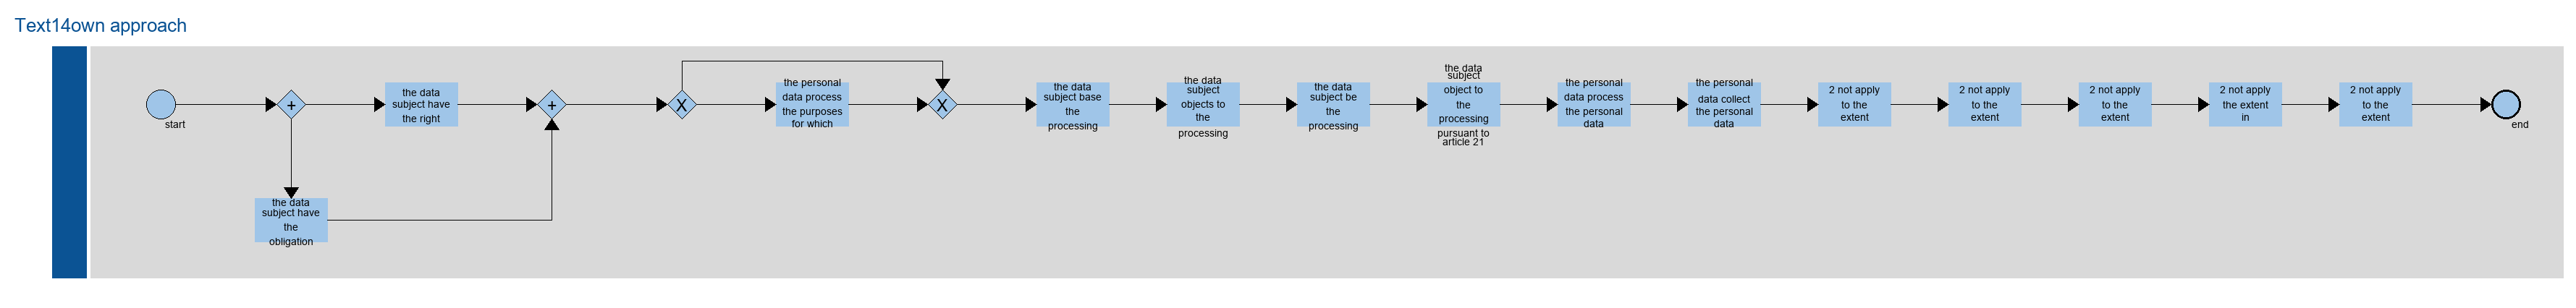 Text14own approach
start
+
the data
subject have
the right
the data
subject have
the
obligation
+
X
the personal
data process
the purposes
for which
X
the data
subject base
the
processing
the data
subject
objects to
the
processing
the data
subject be
the
processing
the data
subject
object to
the
processing
pursuant to
article 21
the personal
data process
the personal
data
the personal
data collect
the personal
data
2 not apply
to the
extent
2 not apply
to the
extent
2 not apply
to the
extent
2 not apply
the extent
in
2 not apply
to the
extent
end